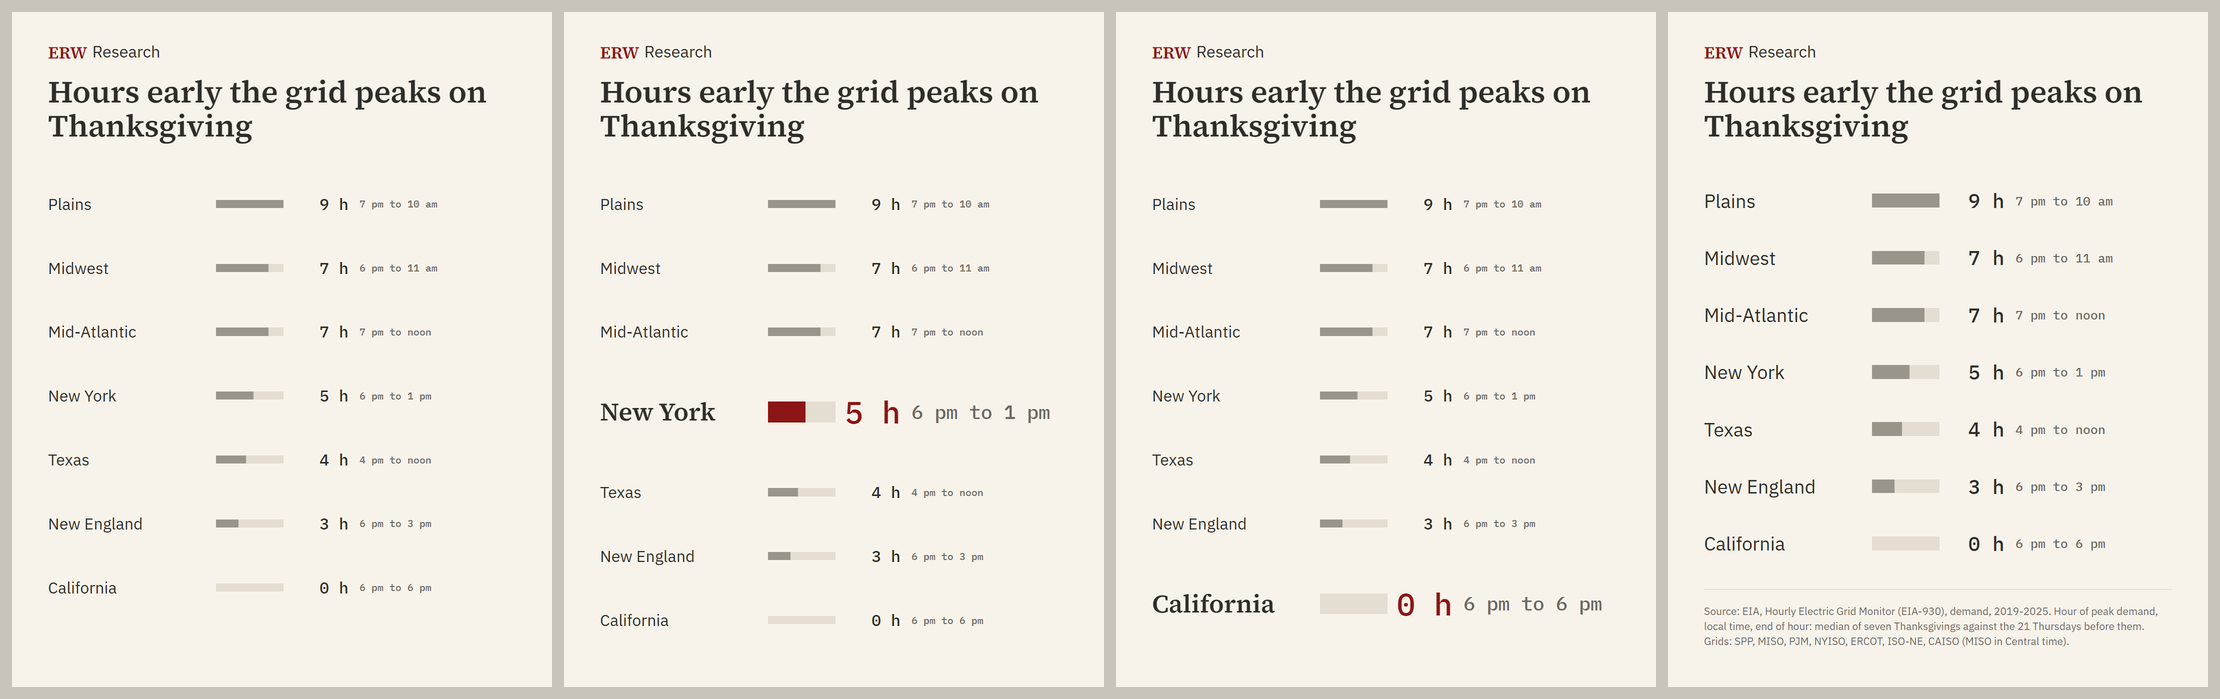 ERW Research
Hours early the grid peaks on
Thanksgiving
Plains 9 h 7 pm to 10 am
Midwest 7 h 6 pm to 11 am
Mid-Atlantic 7 h 7 pm to noon
New York 5 h 6 pm to 1 pm
Texas 4 h 4 pm to noon
New England 3 h 6 pm to 3 pm
California 0 h 6 pm to 6 pm
ERW Research
Hours early the grid peaks on
Thanksgiving
Plains 9 h 7 pm to 10 am
Midwest 7 h 6 pm to 11 am
Mid-Atlantic 7 h 7 pm to noon
New York 5 h 6 pm to 1 pm
Texas 4 h 4 pm to noon
New England 3 h 6 pm to 3 pm
California 0 h 6 pm to 6 pm
ERW Research
Hours early the grid peaks on
Thanksgiving
Plains 9 h 7 pm to 10 am
Midwest 7 h 6 pm to 11 am
Mid-Atlantic 7 h 7 pm to noon
New York 5 h 6 pm to 1 pm
Texas 4 h 4 pm to noon
New England 3 h 6 pm to 3 pm
California 0 h 6 pm to 6 pm
ERW Research
Hours early the grid peaks on
Thanksgiving
Plains 9 h 7 pm to 10 am
Midwest 7 h 6 pm to 11 am
Mid-Atlantic 7 h 7 pm to noon
New York 5 h 6 pm to 1 pm
Texas 4 h 4 pm to noon
New England 3 h 6 pm to 3 pm
California 0 h 6 pm to 6 pm
Source: EIA, Hourly Electric Grid Monitor (EIA-930), demand, 2019-2025. Hour of peak demand,
local time, end of hour: median of seven Thanksgivings against the 21 Thursdays before them.
Grids: SPP, MISO, PJM, NYISO, ERCOT, ISO-NE, CAISO (MISO in Central time).